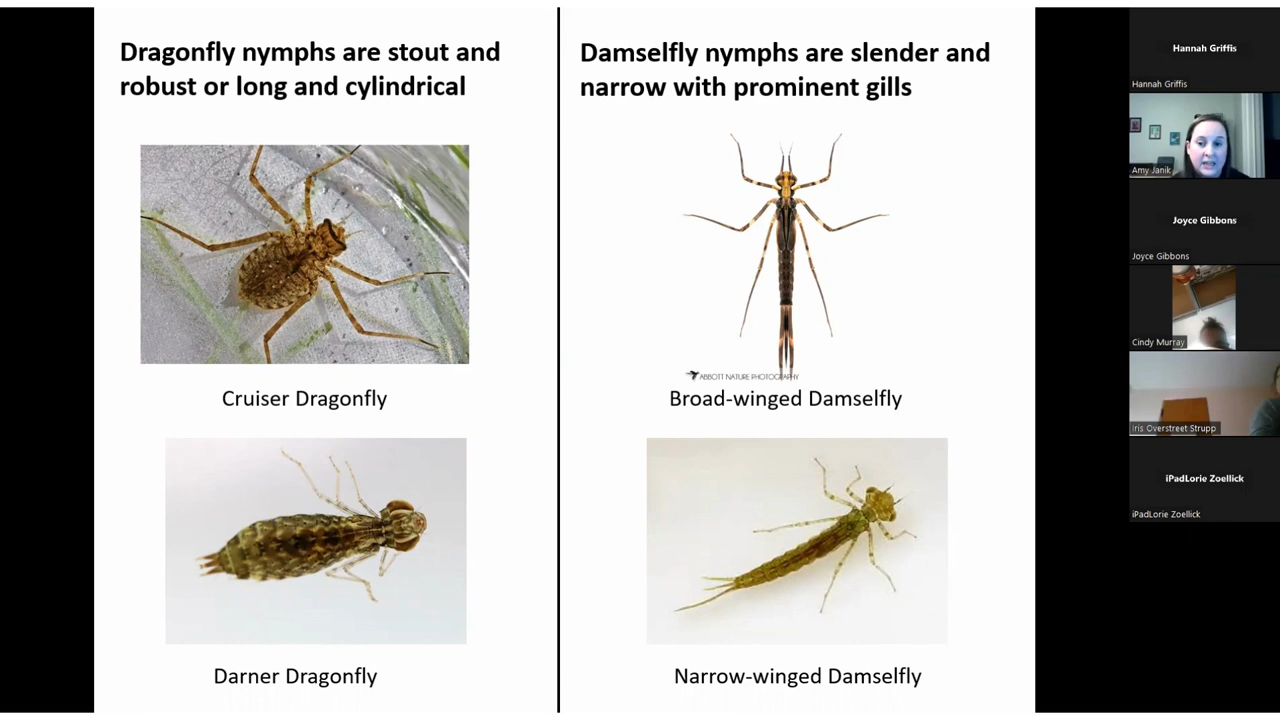 Dragonfly nymphs are stout and
robust or long and cylindrical
Cruiser Dragonfly
Darner Dragonfly
Damselfly nymphs are slender and
narrow with prominent gills
ABBOTT NATURE PHOTOGRAPHY
Broad-winged Damselfly
Narrow-winged Damselfly
Hannah Griffis
Hannah Griffis
Amy Janik
Joyce Gibbons
Joyce Gibbons
Cindy Murray
Iris Overstreet Strupp
iPadLorie Zoellick
iPadLorie Zoellick